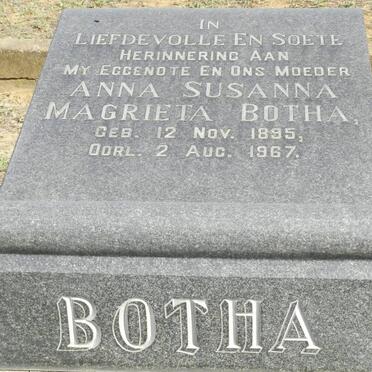 IN
LIEFDEVOLLE EN SOETE
HERINNERING AAN
MY EGGENOTE EN ONS MOEDER
ANNA SUSANNA
MAGRIETA BOTHA,
GEB. 12 NOV. 1895,
OORL. 2 AUG. 1967.
BOTHA